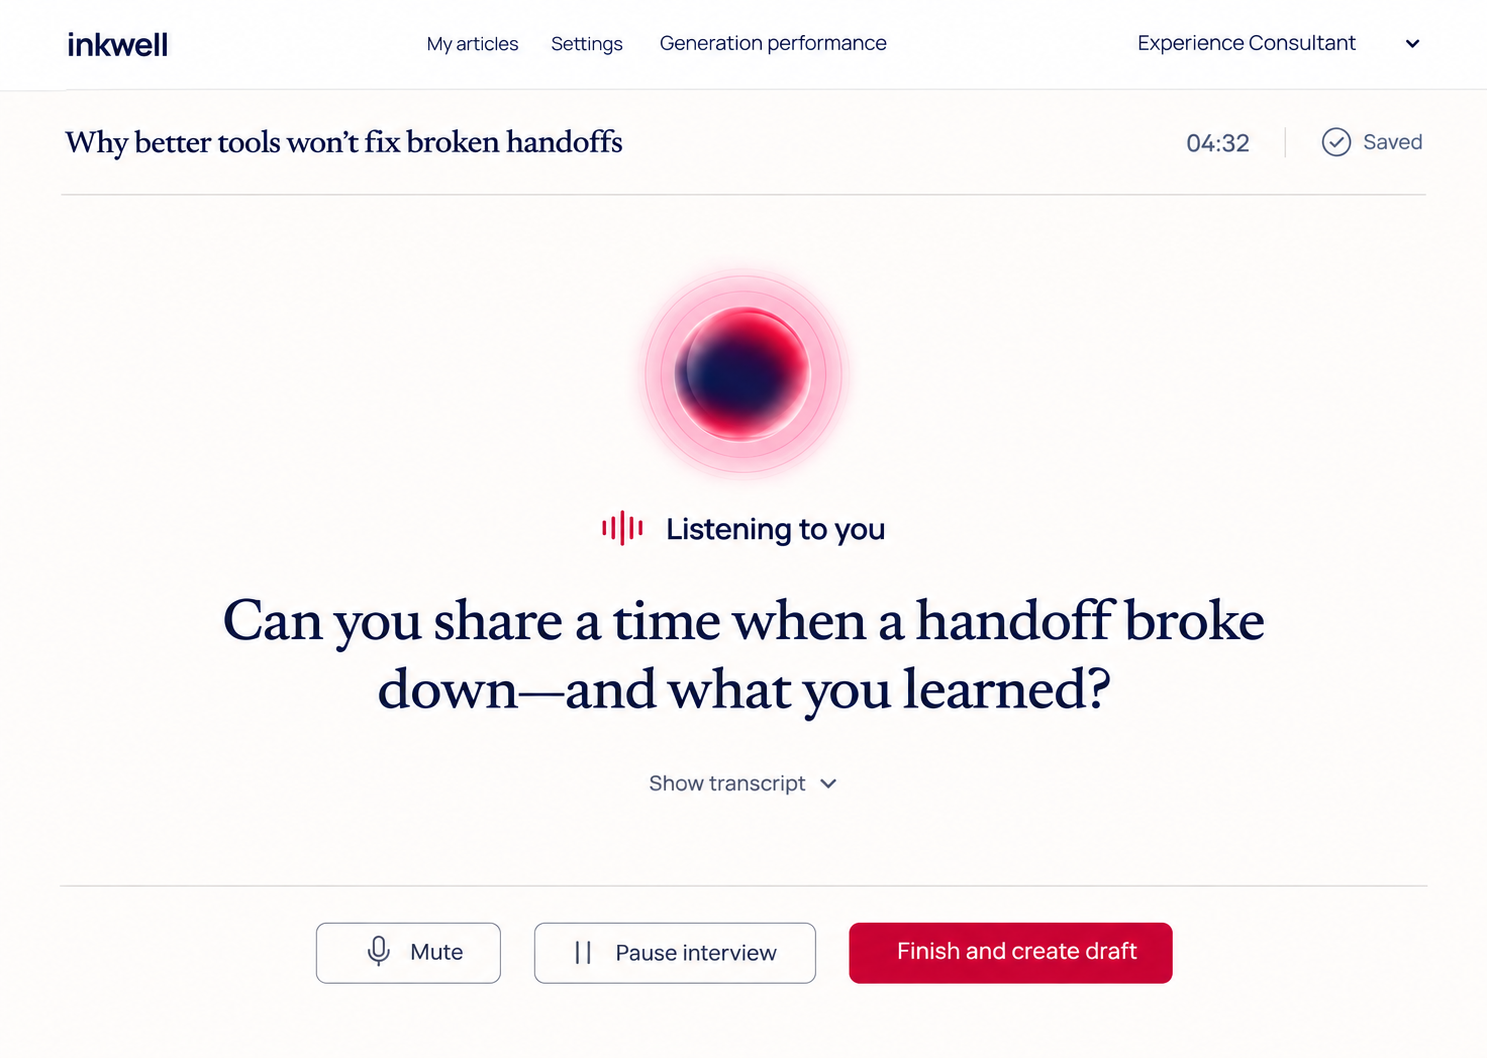 inkwell
My articles
Settings
Generation performance
Experience Consultant
Why better tools won’t fix broken handoffs
04:32
Saved
Listening to you
Can you share a time when a handoff broke
down—and what you learned?
Show transcript
Mute
Pause interview
Finish and create draft